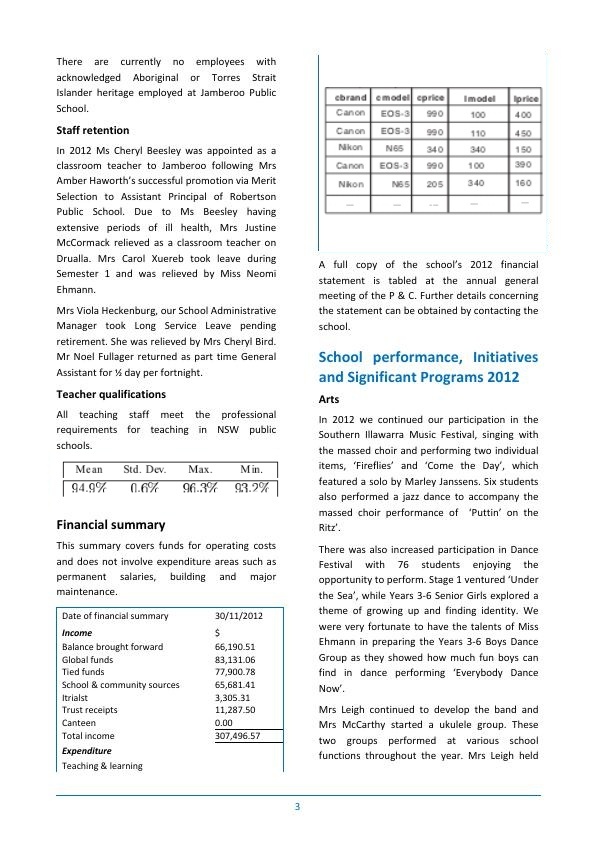 There are currently no employees with
acknowledged Aboriginal or Torres Strait
Islander heritage employed at Jamberoo Public
School.
Staff retention
In 2012 Ms Cheryl Beesley was appointed as a
classroom teacher to Jamberoo following Mrs
Amber Haworth's successful promotion via Merit
Selection to Assistant Principal of Robertson
Public School. Due to Ms Beesley having
extensive periods of ill health, Mrs Justine
McCormack relieved as a classroom teacher on
Drualla. Mrs Carol Xuereb took leave during
Semester 1 and was relieved by Miss Neomi
Ehmann.
Mrs Viola Heckenburg, our School Administrative
Manager took Long Service Leave pending
retirement. She was relieved by Mrs Cheryl Bird.
Mr Noel Fullager returned as part time General
Assistant for ½ day per fortnight.
Teacher qualifications
All teaching staff meet the professional
requirements for teaching in NSW public
schools.
Mean Std. Dev. Max. Min.
94.9% 0.6% 96.3% 93.2%
Financial summary
This summary covers funds for operating costs
and does not involve expenditure areas such as
permanent salaries, building and major
maintenance.
Date of financial summary 30/11/2012
Income $
Balance brought forward 66,190.51
Global funds 83,131.06
Tied funds 77,900.78
School & community sources 65,681.41
Itrialst 3,305.31
Trust receipts 11,287.50
Canteen 0.00
Total income 307,496.57
Expenditure
Teaching & learning
cbrand cmodel cprice lmodel lprice
Canon EOS-3 990 100 400
Canon EOS-3 990 110 450
Nikon N65 340 340 150
Canon EOS-3 990 100 390
Nikon N65 205 340 160
... ... ... ... ...
A full copy of the school's 2012 financial
statement is tabled at the annual general
meeting of the P & C. Further details concerning
the statement can be obtained by contacting the
school.
School performance, Initiatives
and Significant Programs 2012
Arts
In 2012 we continued our participation in the
Southern Illawarra Music Festival, singing with
the massed choir and performing two individual
items, 'Fireflies' and 'Come the Day', which
featured a solo by Marley Janssens. Six students
also performed a jazz dance to accompany the
massed choir performance of 'Puttin' on the
Ritz'.
There was also increased participation in Dance
Festival with 76 students enjoying the
opportunity to perform. Stage 1 ventured 'Under
the Sea', while Years 3-6 Senior Girls explored a
theme of growing up and finding identity. We
were very fortunate to have the talents of Miss
Ehmann in preparing the Years 3-6 Boys Dance
Group as they showed how much fun boys can
find in dance performing 'Everybody Dance
Now'.
Mrs Leigh continued to develop the band and
Mrs McCarthy started a ukulele group. These
two groups performed at various school
functions throughout the year. Mrs Leigh held
3